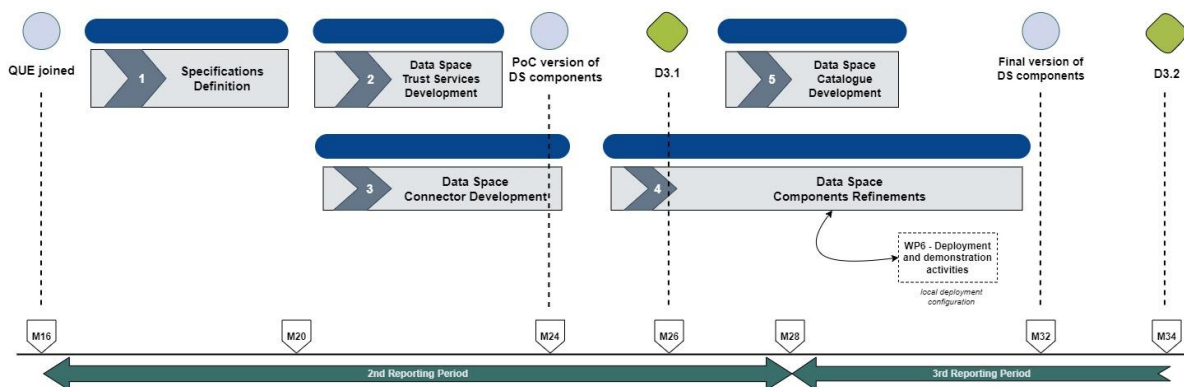 QUE joined
1
Specifications
Definition
2
Data Space
Trust Services
Development
PoC version of
DS components
D3.1
5
Data Space
Catalogue
Development
Final version of
DS components
D3.2
3
Data Space
Connector Development
4
Data Space
Components Refinements
WP6 - Deployment
and demonstration
activities
local deployment
configuration
M16
M20
M24
M26
M28
M32
M34
2nd Reporting Period
3rd Reporting Period